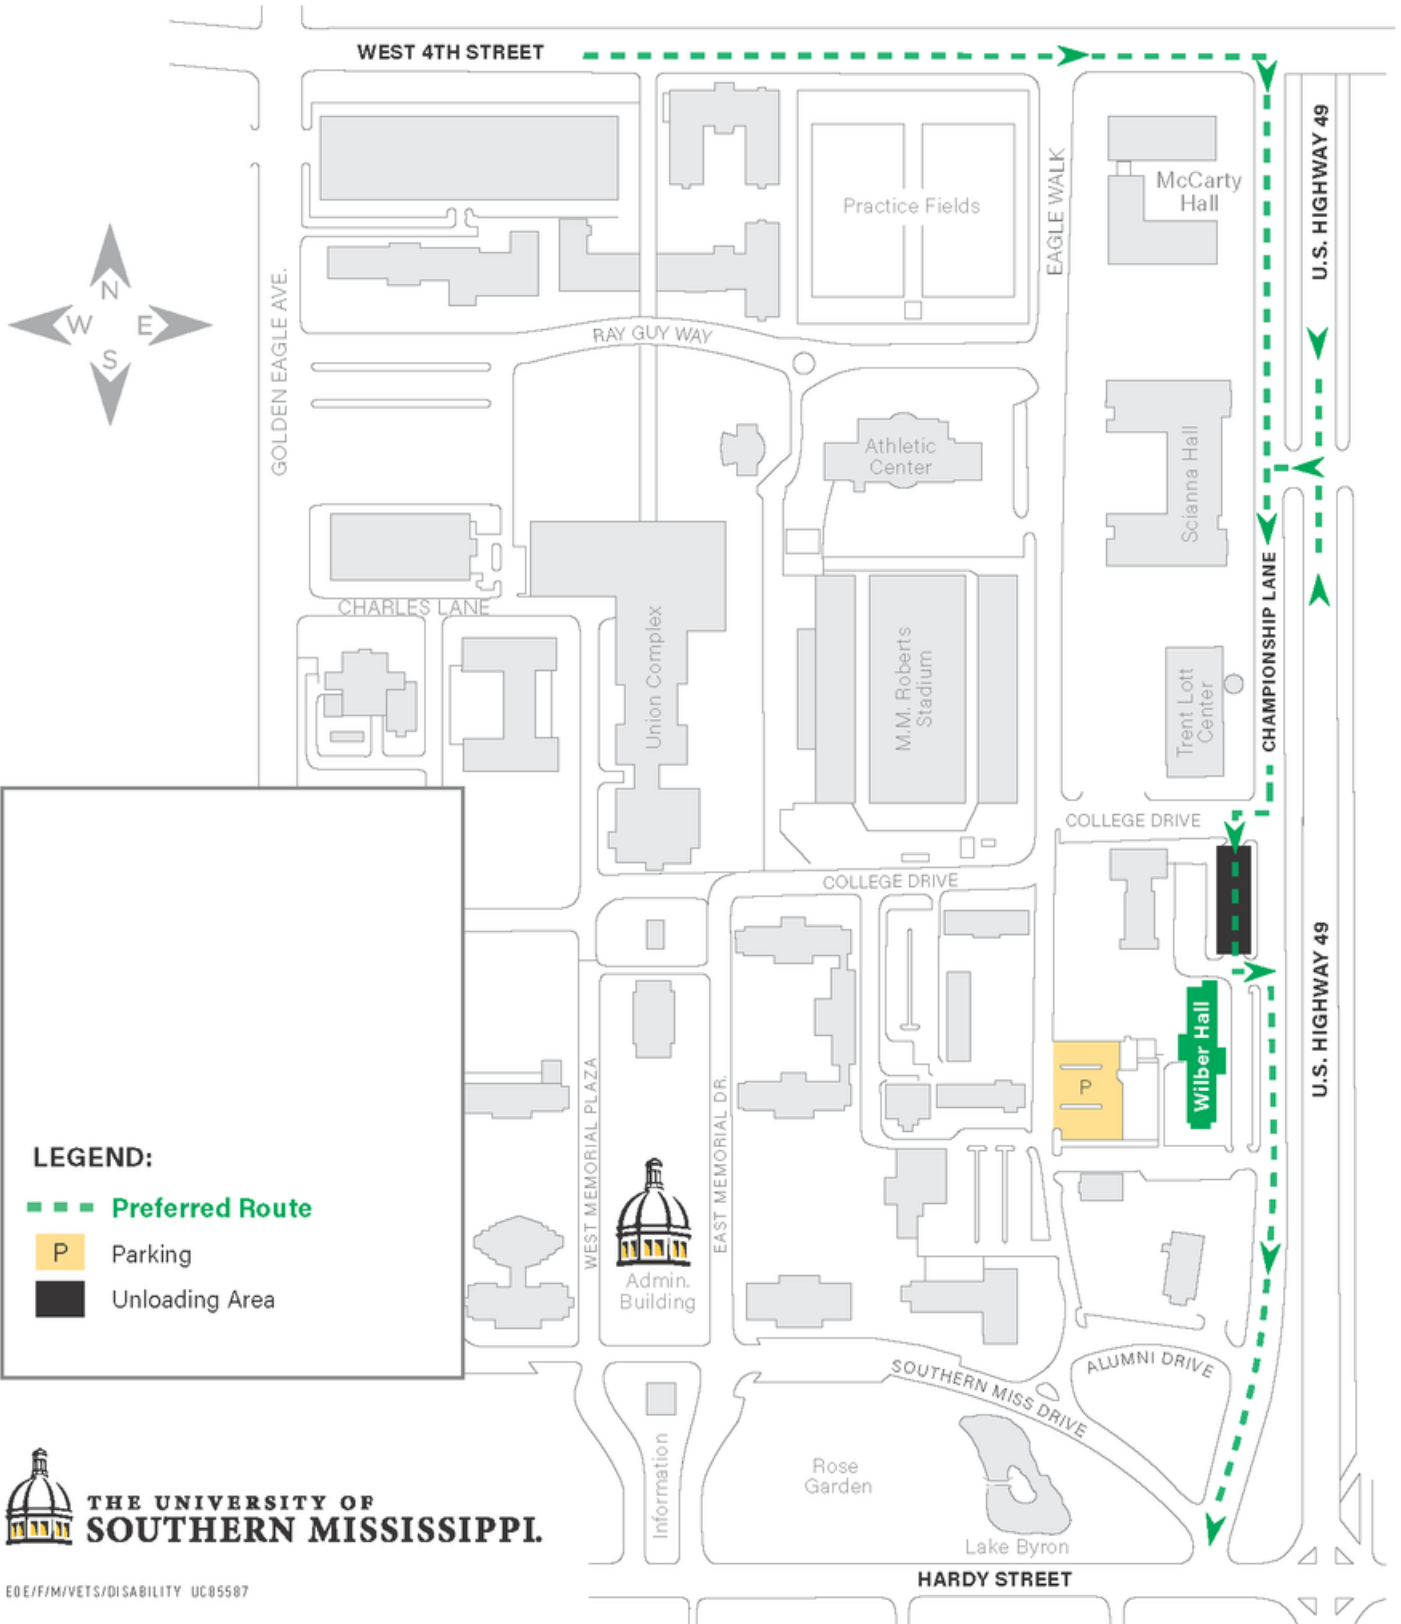 WEST 4TH STREET
U.S. HIGHWAY 49
EAGLE WALK
McCarty
Hall
Practice Fields
N
W E
S
GOLDEN EAGLE AVE.
RAY GUY WAY
Athletic
Center
Scianna Hall
CHAMPIONSHIP LANE
CHARLES LANE
Union Complex
M.M. Roberts
Stadium
Trent Lott
Center
COLLEGE DRIVE
COLLEGE DRIVE
U.S. HIGHWAY 49
Wilber Hall
P
WEST MEMORIAL PLAZA
EAST MEMORIAL DR.
LEGEND:
Preferred Route
P Parking
Unloading Area
Admin.
Building
SOUTHERN MISS DRIVE
ALUMNI DRIVE
Information
Rose
Garden
Lake Byron
THE UNIVERSITY OF
SOUTHERN MISSISSIPPI.
HARDY STREET
EOE/F/M/VETS/DISABILITY UC85587